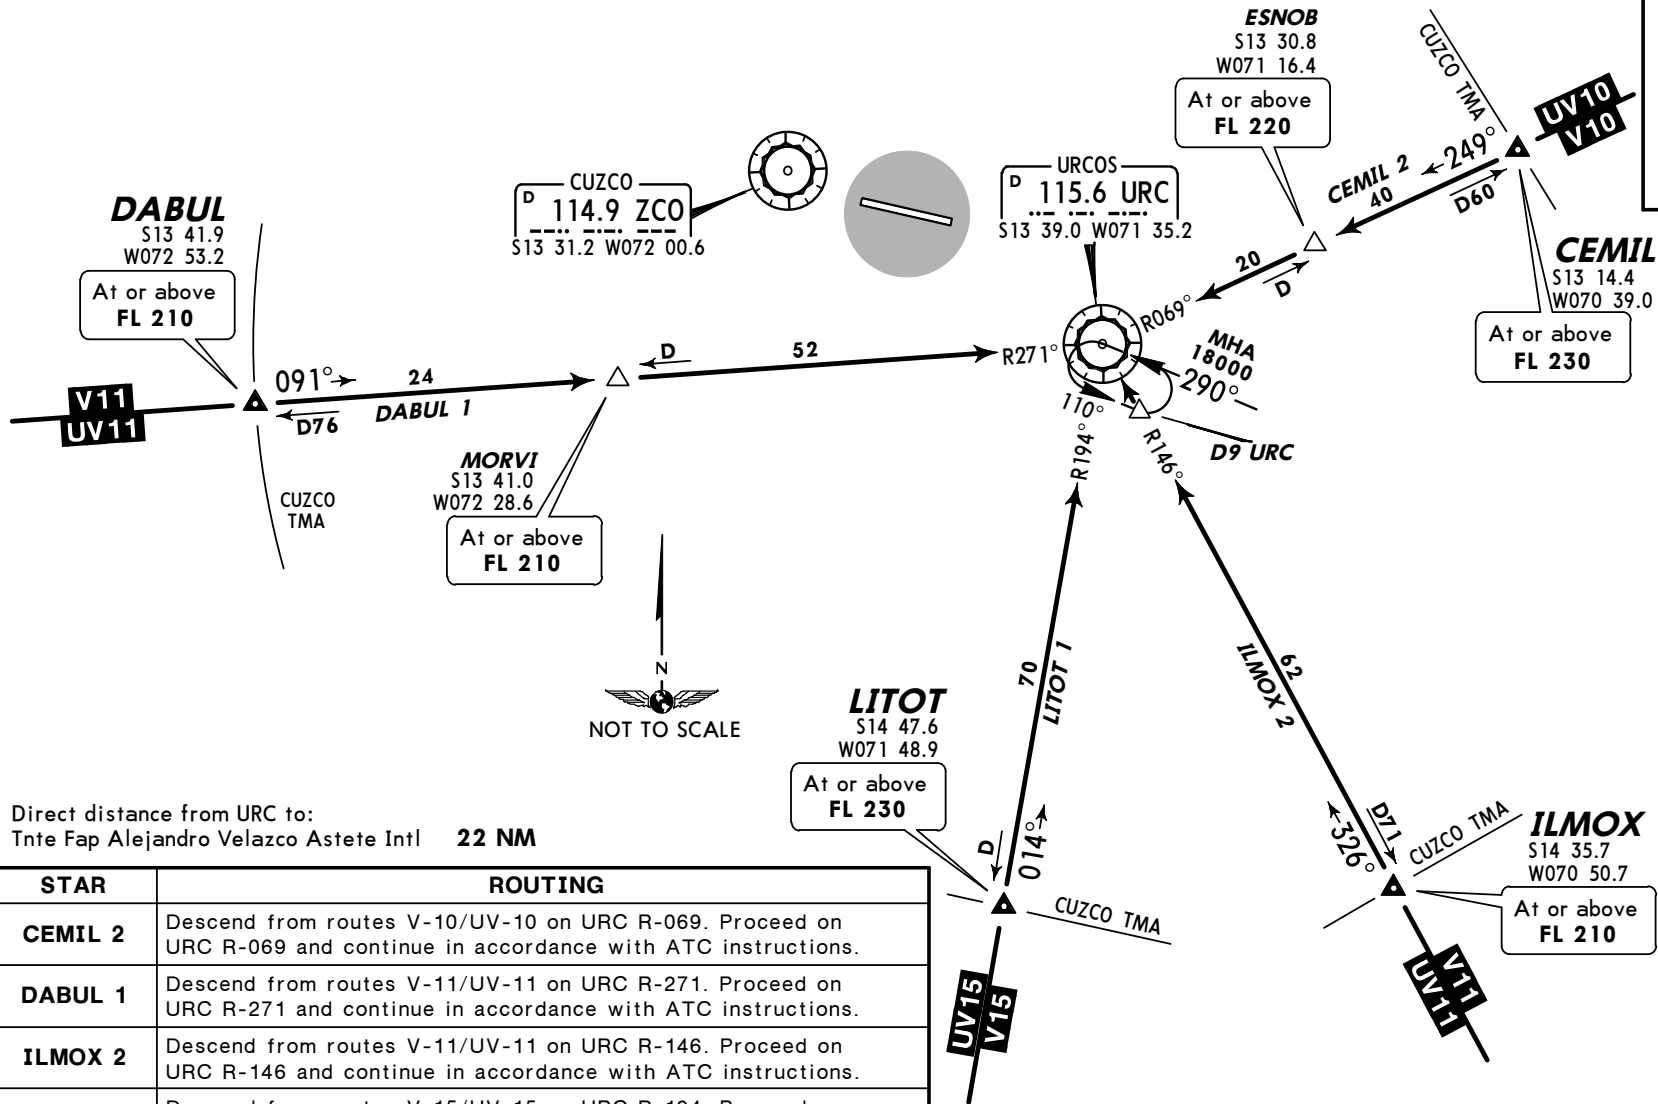 ESNOB
S13 30.8
W071 16.4
At or above
FL 220
CUZCO TMA
UV10
V10
249°
CEMIL 2
40
D60
CEMIL
S13 14.4
W070 39.0
At or above
FL 230
20
D
R069°
URCOS
D 115.6 URC
S13 39.0 W071 35.2
CUZCO
D 114.9 ZCO
S13 31.2 W072 00.6
DABUL
S13 41.9
W072 53.2
At or above
FL 210
V11
UV11
091°
24
DABUL 1
D76
CUZCO
TMA
MORVI
S13 41.0
W072 28.6
At or above
FL 210
D
52
R271°
MHA
18000
290°
110°
D9 URC
R194°
R146°
N
NOT TO SCALE
70
LITOT 1
62
ILMOX 2
LITOT
S14 47.6
W071 48.9
At or above
FL 230
D
014°
CUZCO TMA
UV15
V15
D71
326°
CUZCO TMA
ILMOX
S14 35.7
W070 50.7
At or above
FL 210
V11
UV11
Direct distance from URC to:
Tnte Fap Alejandro Velazco Astete Intl 22 NM
STAR ROUTING
CEMIL 2 Descend from routes V-10/UV-10 on URC R-069. Proceed on
URC R-069 and continue in accordance with ATC instructions.
DABUL 1 Descend from routes V-11/UV-11 on URC R-271. Proceed on
URC R-271 and continue in accordance with ATC instructions.
ILMOX 2 Descend from routes V-11/UV-11 on URC R-146. Proceed on
URC R-146 and continue in accordance with ATC instructions.